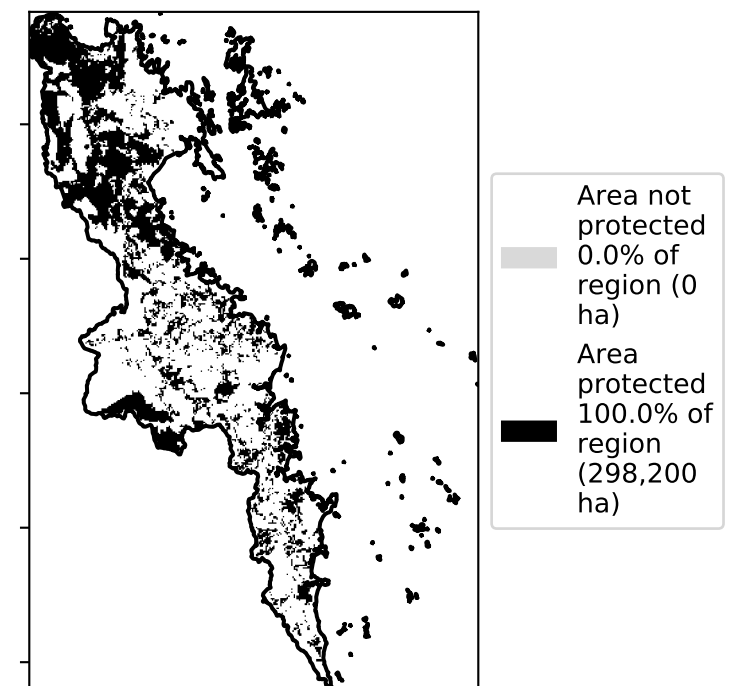 Area not
protected
0.0% of
region (0
ha)
Area
protected
100.0% of
region
(298,200
ha)